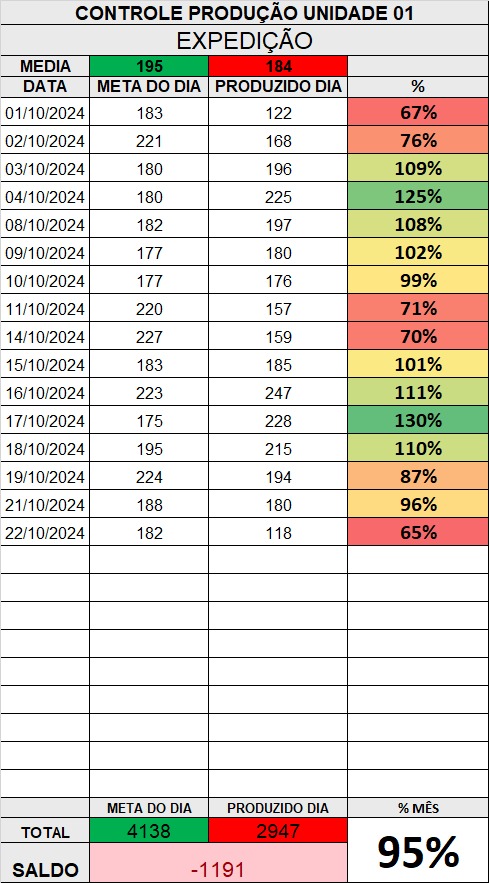 CONTROLE PRODUÇÃO UNIDADE 01
EXPEDIÇÃO
MEDIA 195 184
DATA META DO DIA PRODUZIDO DIA %
01/10/2024 183 122 67%
02/10/2024 221 168 76%
03/10/2024 180 196 109%
04/10/2024 180 225 125%
08/10/2024 182 197 108%
09/10/2024 177 180 102%
10/10/2024 177 176 99%
11/10/2024 220 157 71%
14/10/2024 227 159 70%
15/10/2024 183 185 101%
16/10/2024 223 247 111%
17/10/2024 175 228 130%
18/10/2024 195 215 110%
19/10/2024 224 194 87%
21/10/2024 188 180 96%
22/10/2024 182 118 65%
META DO DIA PRODUZIDO DIA % MÊS
TOTAL 4138 2947 95%
SALDO -1191